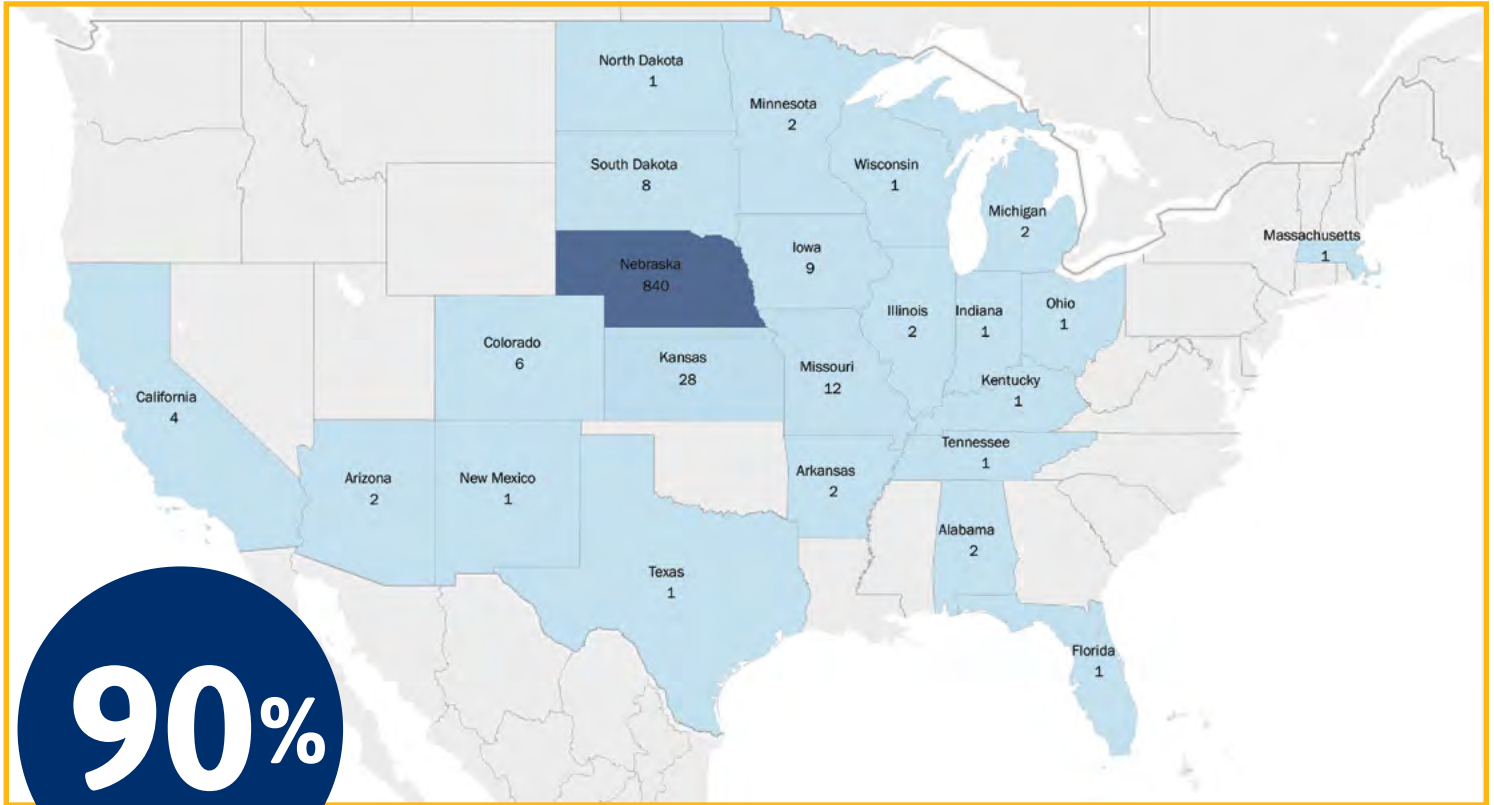 North Dakota
1
Minnesota
2
South Dakota
8
Wisconsin
1
Michigan
2
Massachusetts
1
Iowa
9
Nebraska
840
Illinois
2
Indiana
1
Ohio
1
Colorado
6
Kansas
28
Missouri
12
Kentucky
1
California
4
Tennessee
1
Arizona
2
New Mexico
1
Arkansas
2
Alabama
2
Texas
1
Florida
1
90%